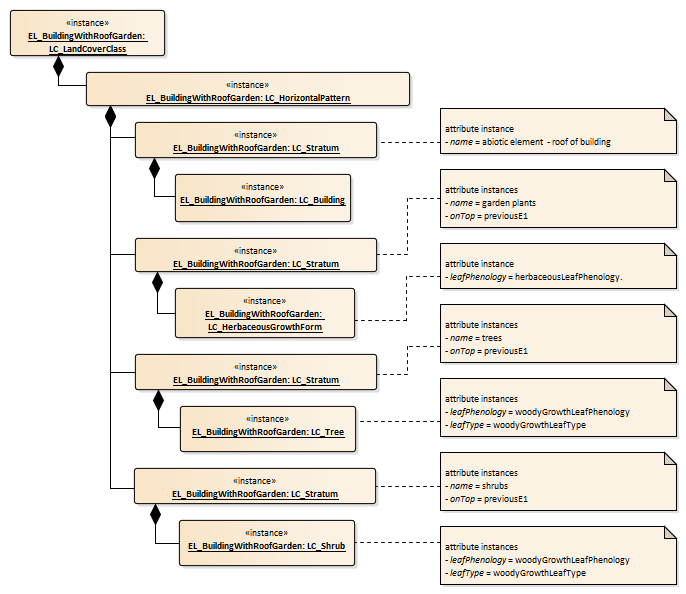 «instance»
EL_BuildingWithRoofGarden:
LC_LandCoverClass
«instance»
EL_BuildingWithRoofGarden: LC_HorizontalPattern
«instance»
EL_BuildingWithRoofGarden: LC_Stratum
attribute instance
- name = abiotic element - roof of building
«instance»
EL_BuildingWithRoofGarden: LC_Building
attribute instances
- name = garden plants
- onTop = previousE1
«instance»
EL_BuildingWithRoofGarden: LC_Stratum
attribute instance
- leafPhenology = herbaceousLeafPhenology.
«instance»
EL_BuildingWithRoofGarden:
LC_HerbaceousGrowthForm
attribute instances
- name = trees
- onTop = previousE1
«instance»
EL_BuildingWithRoofGarden: LC_Stratum
attribute instances
- leafPhenology = woodyGrowthLeafPhenology
- leafType = woodyGrowthLeafType
«instance»
EL_BuildingWithRoofGarden: LC_Tree
attribute instances
- name = shrubs
- onTop = previousE1
«instance»
EL_BuildingWithRoofGarden: LC_Stratum
attribute instances
- leafPhenology = woodyGrowthLeafPhenology
- leafType = woodyGrowthLeafType
«instance»
EL_BuildingWithRoofGarden: LC_Shrub